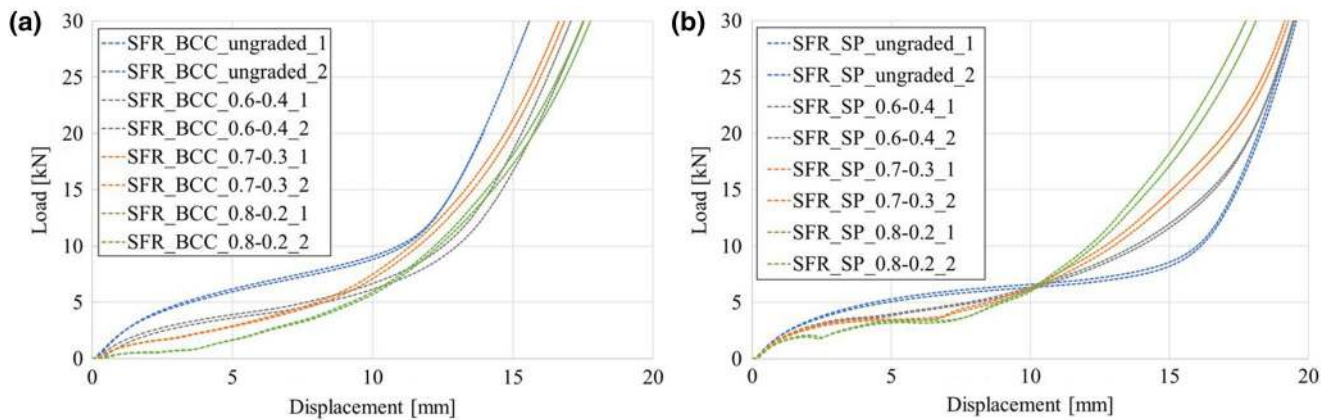 (a)
30
25
20
15
10
5
0
Load [kN]
SFR_BCC_ungraded_1
SFR_BCC_ungraded_2
SFR_BCC_0.6-0.4_1
SFR_BCC_0.6-0.4_2
SFR_BCC_0.7-0.3_1
SFR_BCC_0.7-0.3_2
SFR_BCC_0.8-0.2_1
SFR_BCC_0.8-0.2_2
0 5 10 15 20
Displacement [mm]
(b)
30
25
20
15
10
5
0
Load [kN]
SFR_SP_ungraded_1
SFR_SP_ungraded_2
SFR_SP_0.6-0.4_1
SFR_SP_0.6-0.4_2
SFR_SP_0.7-0.3_1
SFR_SP_0.7-0.3_2
SFR_SP_0.8-0.2_1
SFR_SP_0.8-0.2_2
0 5 10 15 20
Displacement [mm]